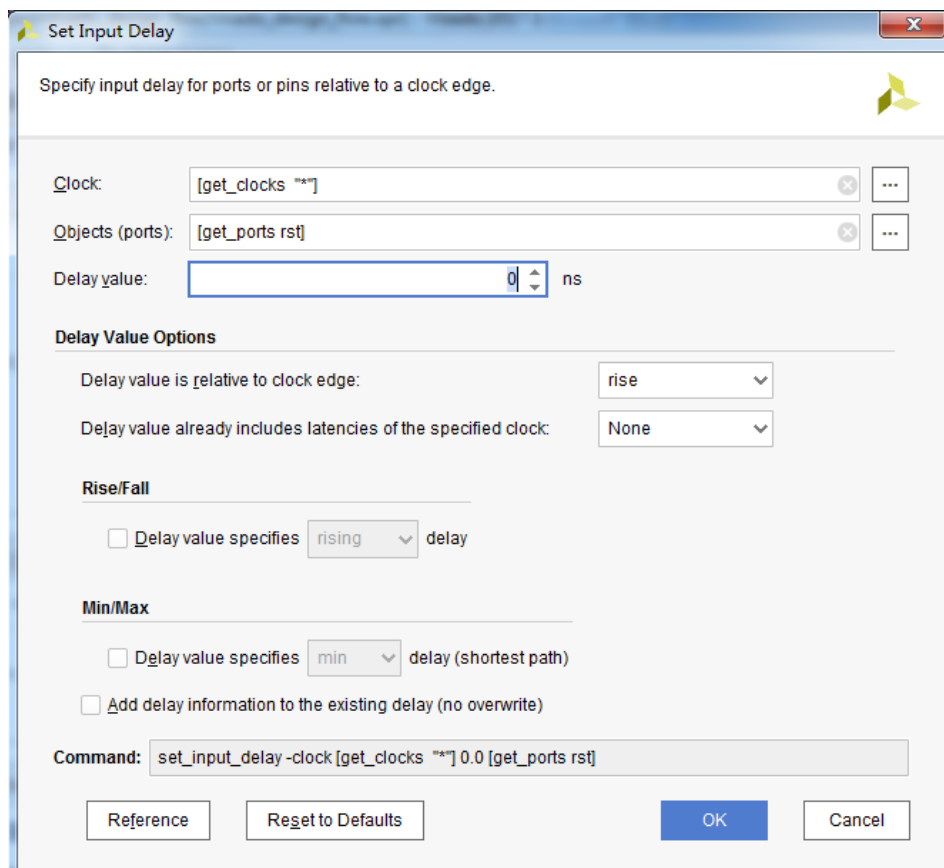 Set Input Delay
Specify input delay for ports or pins relative to a clock edge.
Clock: [get_clocks "*"] ...
Objects (ports): [get_ports rst] ...
Delay value: 0 ns
Delay Value Options
Delay value is relative to clock edge: rise
Delay value already includes latencies of the specified clock: None
Rise/Fall
Delay value specifies rising delay
Min/Max
Delay value specifies min delay (shortest path)
Add delay information to the existing delay (no overwrite)
Command: set_input_delay -clock [get_clocks "*"] 0.0 [get_ports rst]
Reference Reset to Defaults OK Cancel